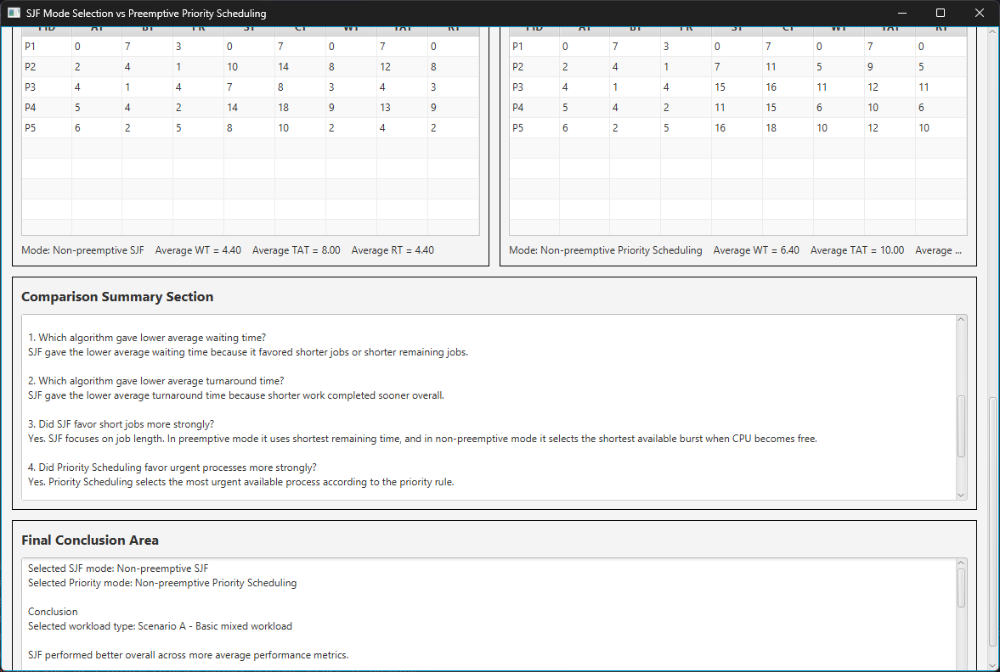 SJF Mode Selection vs Preemptive Priority Scheduling
PID AT BT PR ST CT WT TAT RT
P1 0 7 3 0 7 0 7 0
P2 2 4 1 10 14 8 12 8
P3 4 1 4 7 8 3 4 3
P4 5 4 2 14 18 9 13 9
P5 6 2 5 8 10 2 4 2
Mode: Non-preemptive SJF Average WT = 4.40 Average TAT = 8.00 Average RT = 4.40
PID AT BT PR ST CT WT TAT RT
P1 0 7 3 0 7 0 7 0
P2 2 4 1 7 11 5 9 5
P3 4 1 4 15 16 11 12 11
P4 5 4 2 11 15 6 10 6
P5 6 2 5 16 18 10 12 10
Mode: Non-preemptive Priority Scheduling Average WT = 6.40 Average TAT = 10.00 Average ...
Comparison Summary Section
1. Which algorithm gave lower average waiting time?
SJF gave the lower average waiting time because it favored shorter jobs or shorter remaining jobs.
2. Which algorithm gave lower average turnaround time?
SJF gave the lower average turnaround time because shorter work completed sooner overall.
3. Did SJF favor short jobs more strongly?
Yes. SJF focuses on job length. In preemptive mode it uses shortest remaining time, and in non-preemptive mode it selects the shortest available burst when CPU becomes free.
4. Did Priority Scheduling favor urgent processes more strongly?
Yes. Priority Scheduling selects the most urgent available process according to the priority rule.
Final Conclusion Area
Selected SJF mode: Non-preemptive SJF
Selected Priority mode: Non-preemptive Priority Scheduling
Conclusion
Selected workload type: Scenario A - Basic mixed workload
SJF performed better overall across more average performance metrics.